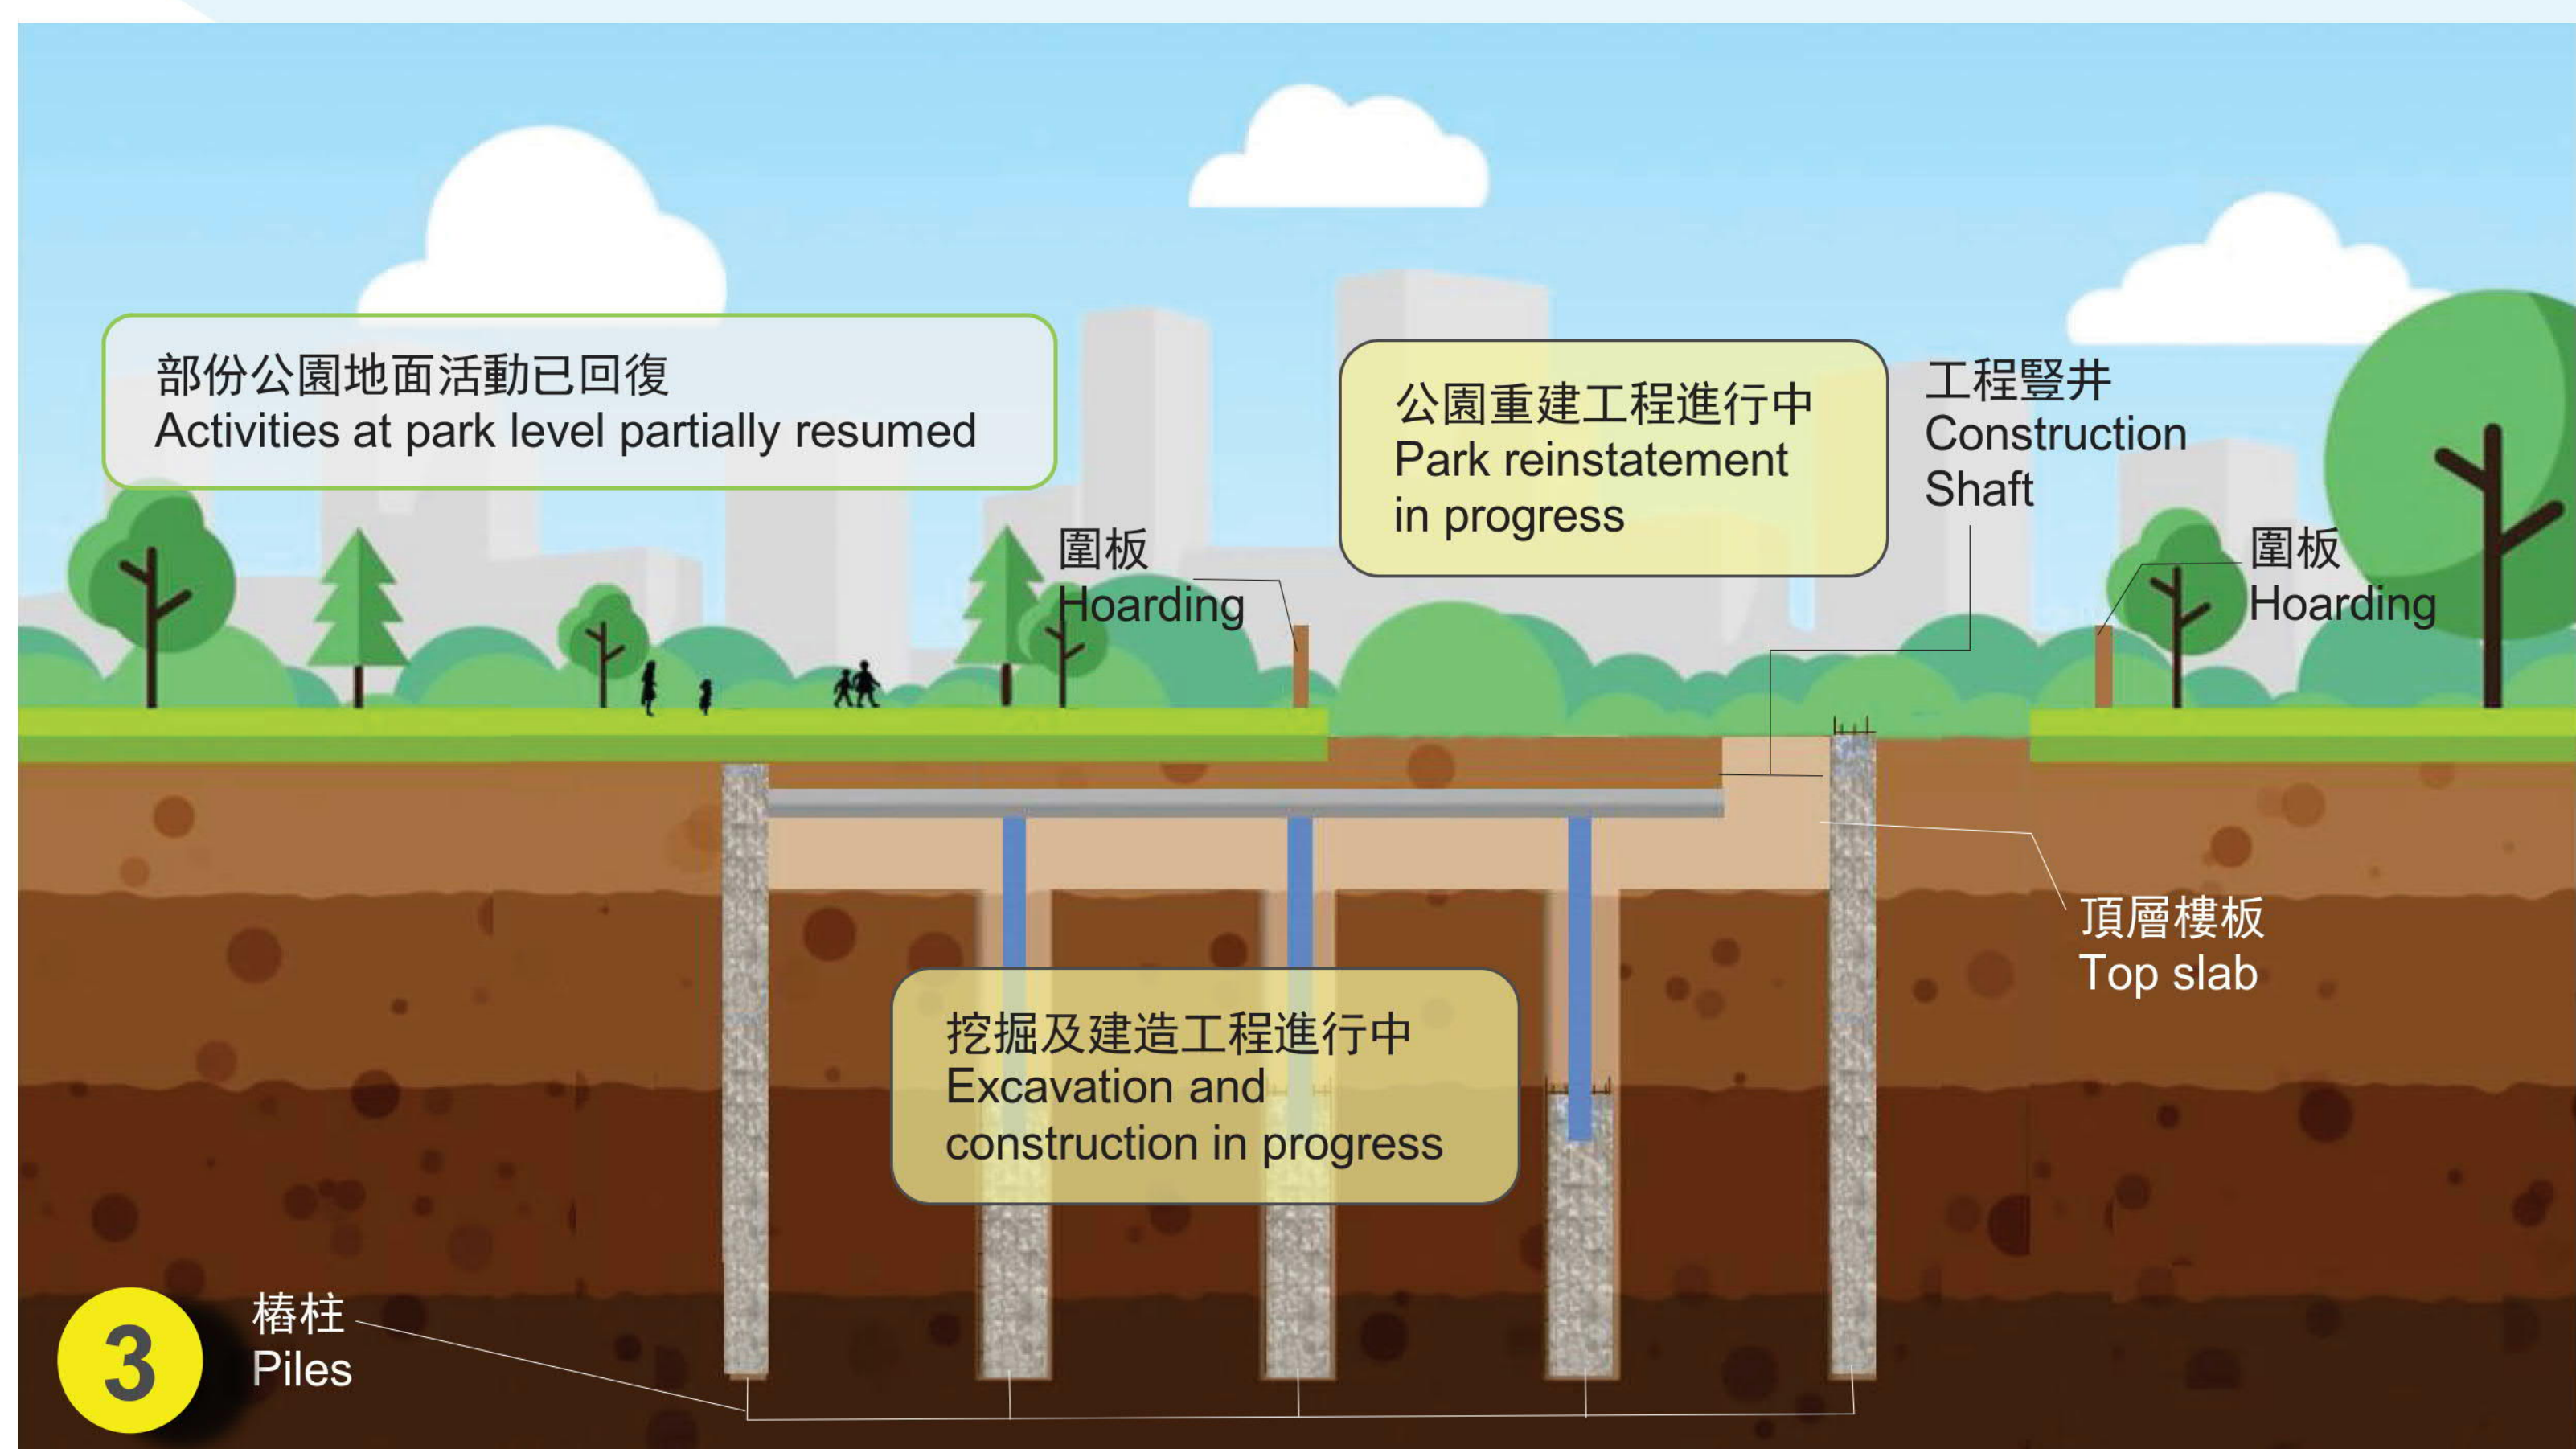 部份公園地面活動已回復
Activities at park level partially resumed
公園重建工程進行中
Park reinstatement
in progress
工程豎井
Construction
Shaft
圍板
Hoarding
圍板
Hoarding
頂層樓板
Top slab
挖掘及建造工程進行中
Excavation and
construction in progress
3
樁柱
Piles